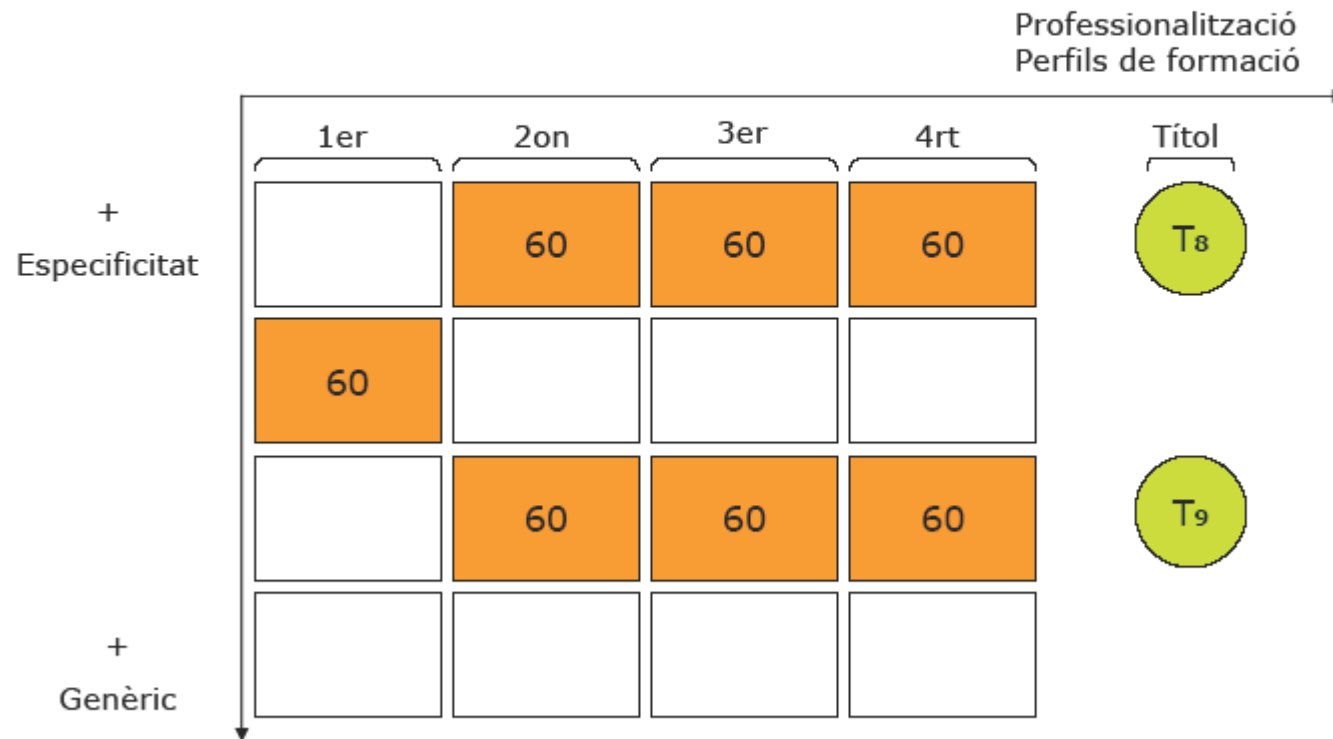 Professionalització
Perfils de formació
1er 2on 3er 4rt Títol
+
Especificitat
60 60 60 T8
60
60 60 60 T9
+
Genèric